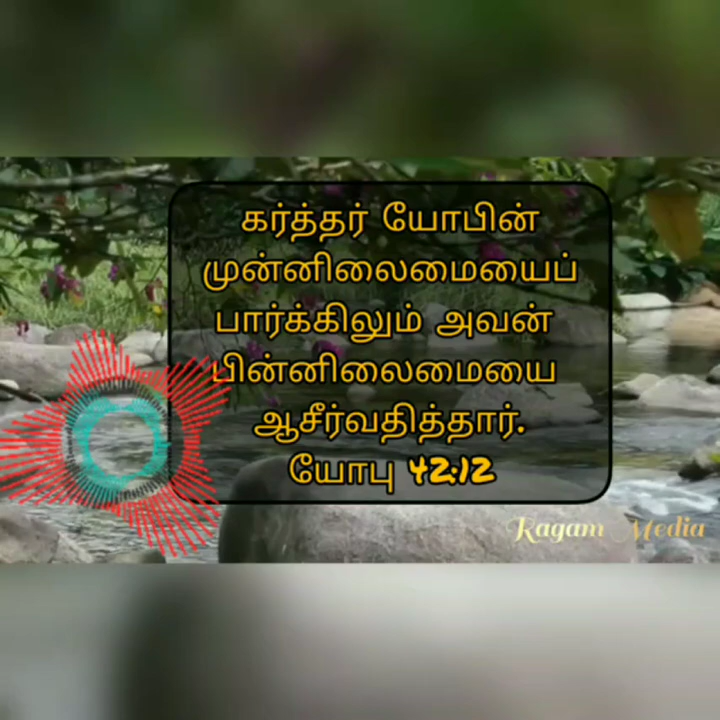 கர்த்தர் யோபின்
முன்னிலைமையைப்
பார்க்கிலும் அவன்
பின்னிலைமையை
ஆசீர்வதித்தார்.
யோபு 42:12
Kagam Media